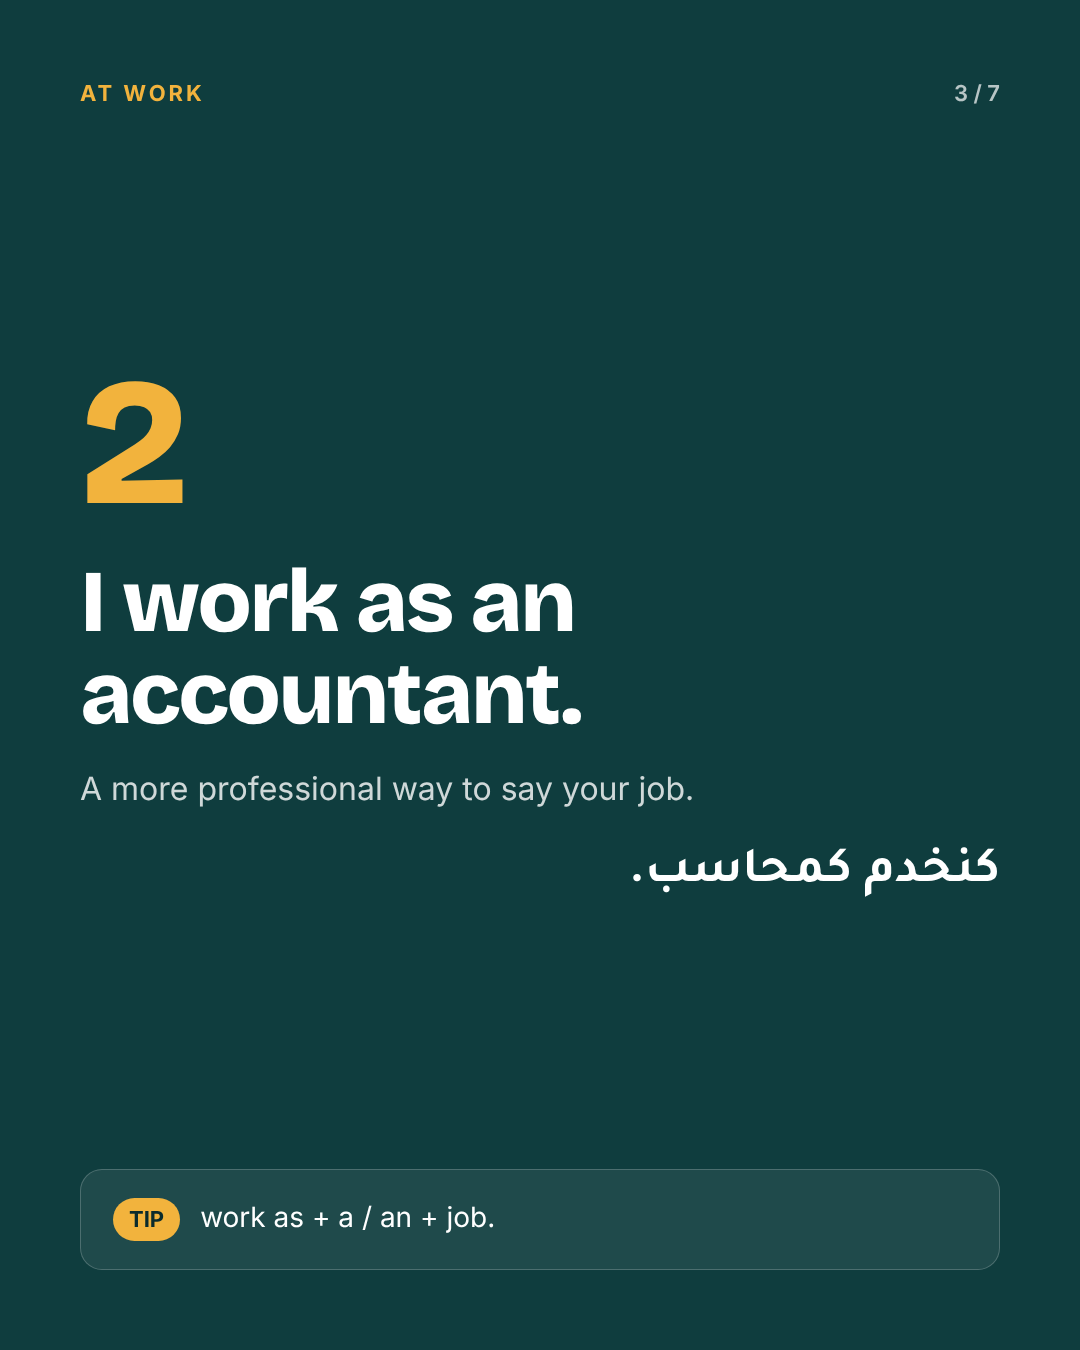 AT WORK
3 / 7
2
I work as an
accountant.
A more professional way to say your job.
كنخدم كمحاسب.
TIP work as + a / an + job.